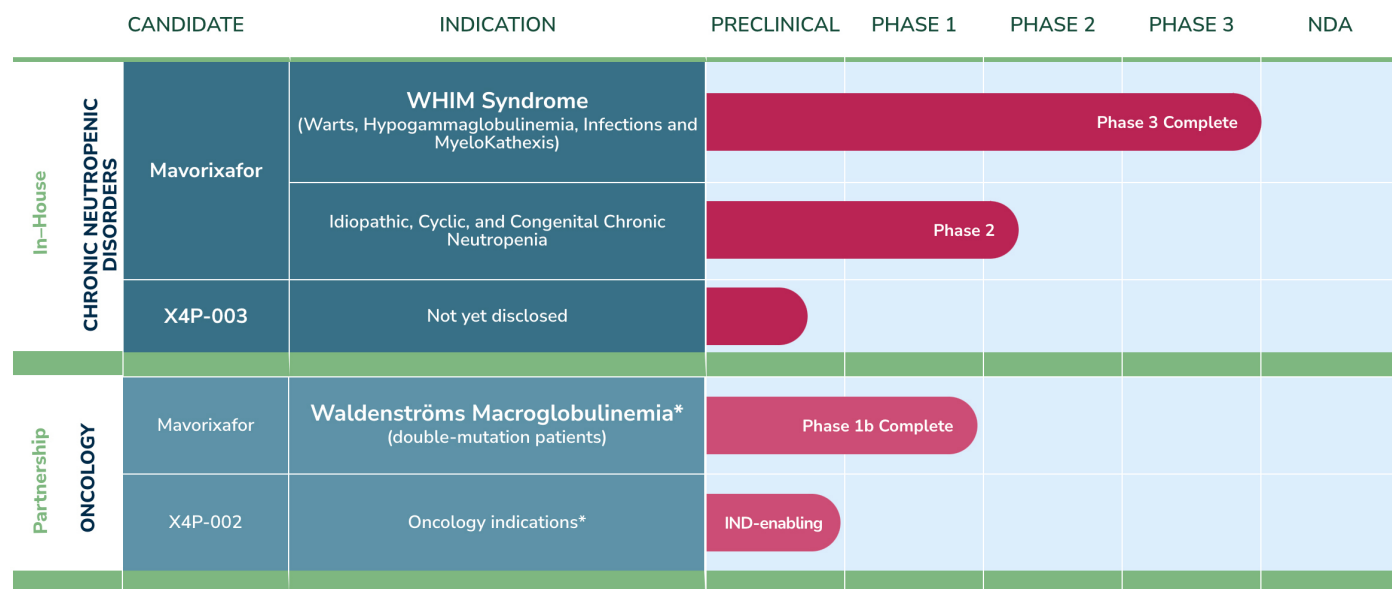 CANDIDATE INDICATION PRECLINICAL PHASE 1 PHASE 2 PHASE 3 NDA
In–House
CHRONIC NEUTROPENIC
DISORDERS
Mavorixafor
WHIM Syndrome
(Warts, Hypogammaglobulinemia, Infections and
MyeloKathexis)
Phase 3 Complete
Idiopathic, Cyclic, and Congenital Chronic
Neutropenia
Phase 2
X4P-003
Not yet disclosed
Partnership
ONCOLOGY
Mavorixafor
Waldenströms Macroglobulinemia*
(double-mutation patients)
Phase 1b Complete
X4P-002
Oncology indications*
IND-enabling